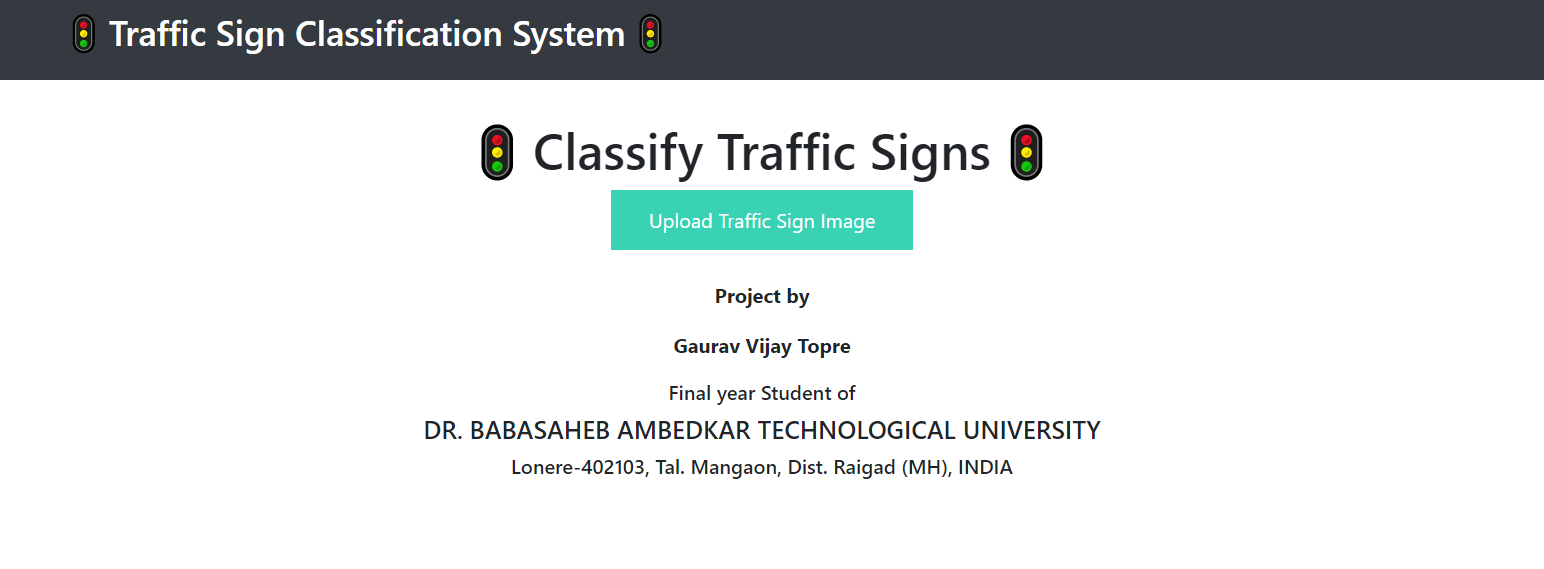 🚦 Traffic Sign Classification System 🚦
🚦 Classify Traffic Signs 🚦
Upload Traffic Sign Image
Project by
Gaurav Vijay Topre
Final year Student of
DR. BABASAHEB AMBEDKAR TECHNOLOGICAL UNIVERSITY
Lonere-402103, Tal. Mangaon, Dist. Raigad (MH), INDIA